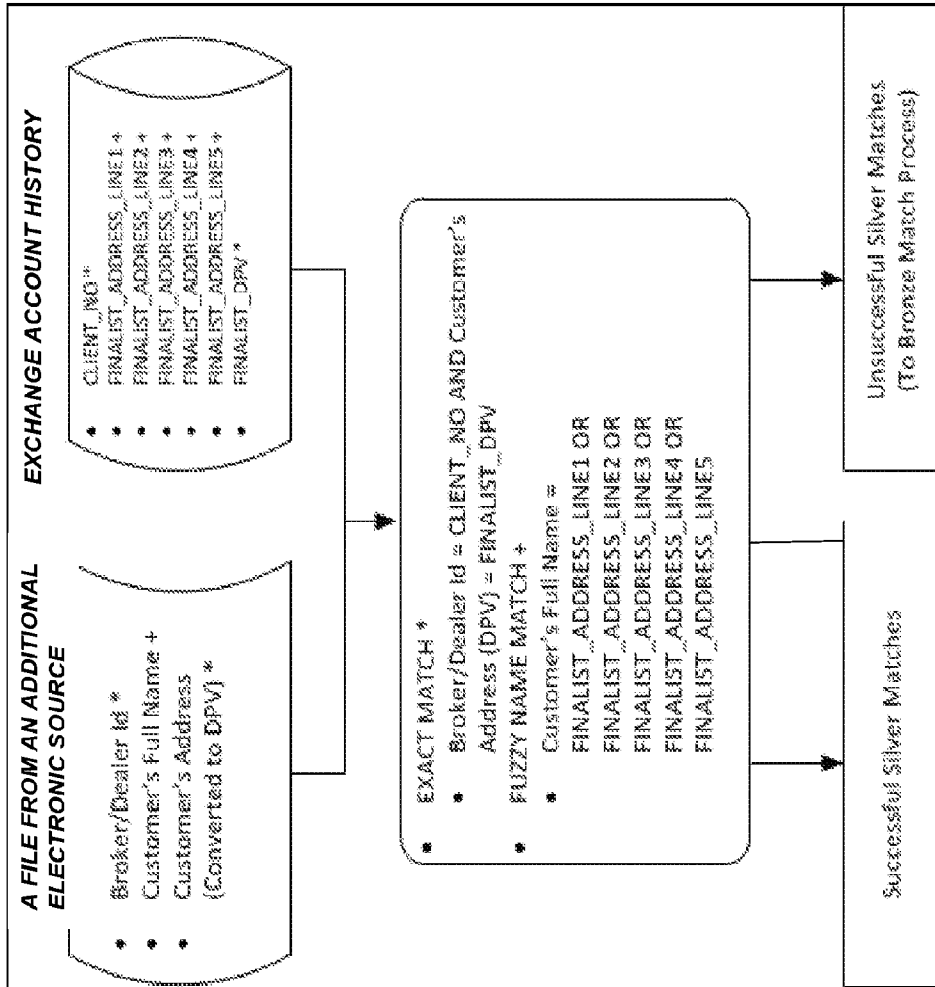 A FILE FROM AN ADDITIONAL
ELECTRONIC SOURCE
• Broker/Dealer Id *
• Customer's Full Name +
• Customer's Address
(Converted to DPV) *
EXCHANGE ACCOUNT HISTORY
• CLIENT_NO *
• FINALIST_ADDRESS_LINE1 +
• FINALIST_ADDRESS_LINE2 +
• FINALIST_ADDRESS_LINE3 +
• FINALIST_ADDRESS_LINE4 +
• FINALIST_ADDRESS_LINE5 +
• FINALIST_DPV *
• EXACT MATCH *
• Broker/Dealer Id = CLIENT_NO AND Customer's
Address (DPV) = FINALIST_DPV
• FUZZY NAME MATCH +
• Customer's Full Name =
FINALIST_ADDRESS_LINE1 OR
FINALIST_ADDRESS_LINE2 OR
FINALIST_ADDRESS_LINE3 OR
FINALIST_ADDRESS_LINE4 OR
FINALIST_ADDRESS_LINE5
Successful Silver Matches
Unsuccessful Silver Matches
(To Bronze Match Process)